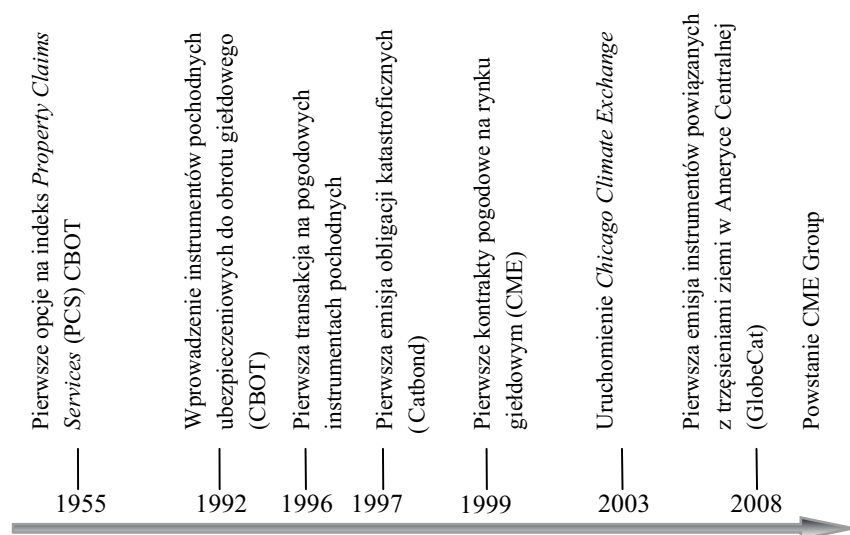 Pierwsze opcje na indeks Property Claims
Services (PCS) CBOT
Wprowadzenie instrumentów pochodnych
ubezpieczeniowych do obrotu giełdowego
(CBOT)
Pierwsza transakcja na pogodowych
instrumentach pochodnych
Pierwsza emisja obligacji katastroficznych
(Catbond)
Pierwsze kontrakty pogodowe na rynku
giełdowym (CME)
Uruchomienie Chicago Climate Exchange
Pierwsza emisja instrumentów powiązanych
z trzęsieniami ziemi w Ameryce Centralnej
(GlobeCat)
Powstanie CME Group
1955
1992
1996
1997
1999
2003
2008